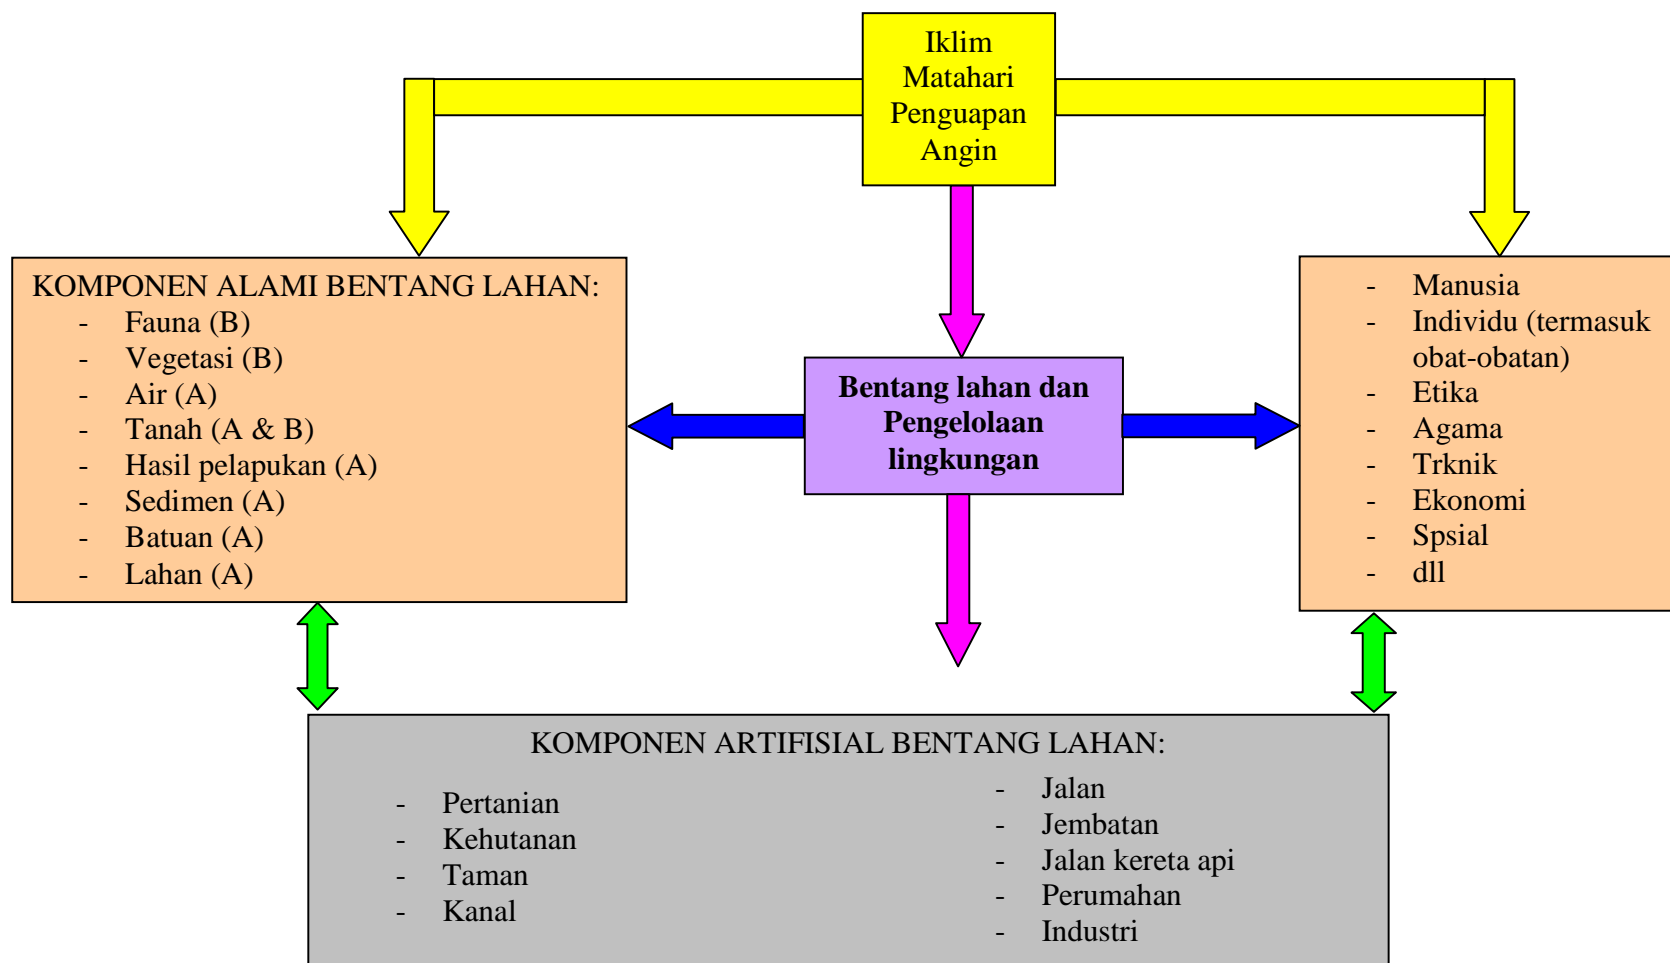 Iklim
Matahari
Penguapan
Angin
KOMPONEN ALAMI BENTANG LAHAN:
- Fauna (B)
- Vegetasi (B)
- Air (A)
- Tanah (A & B)
- Hasil pelapukan (A)
- Sedimen (A)
- Batuan (A)
- Lahan (A)
Bentang lahan dan
Pengelolaan
lingkungan
- Manusia
- Individu (termasuk
obat-obatan)
- Etika
- Agama
- Trknik
- Ekonomi
- Spsial
- dll
KOMPONEN ARTIFISIAL BENTANG LAHAN:
- Pertanian
- Kehutanan
- Taman
- Kanal
- Jalan
- Jembatan
- Jalan kereta api
- Perumahan
- Industri